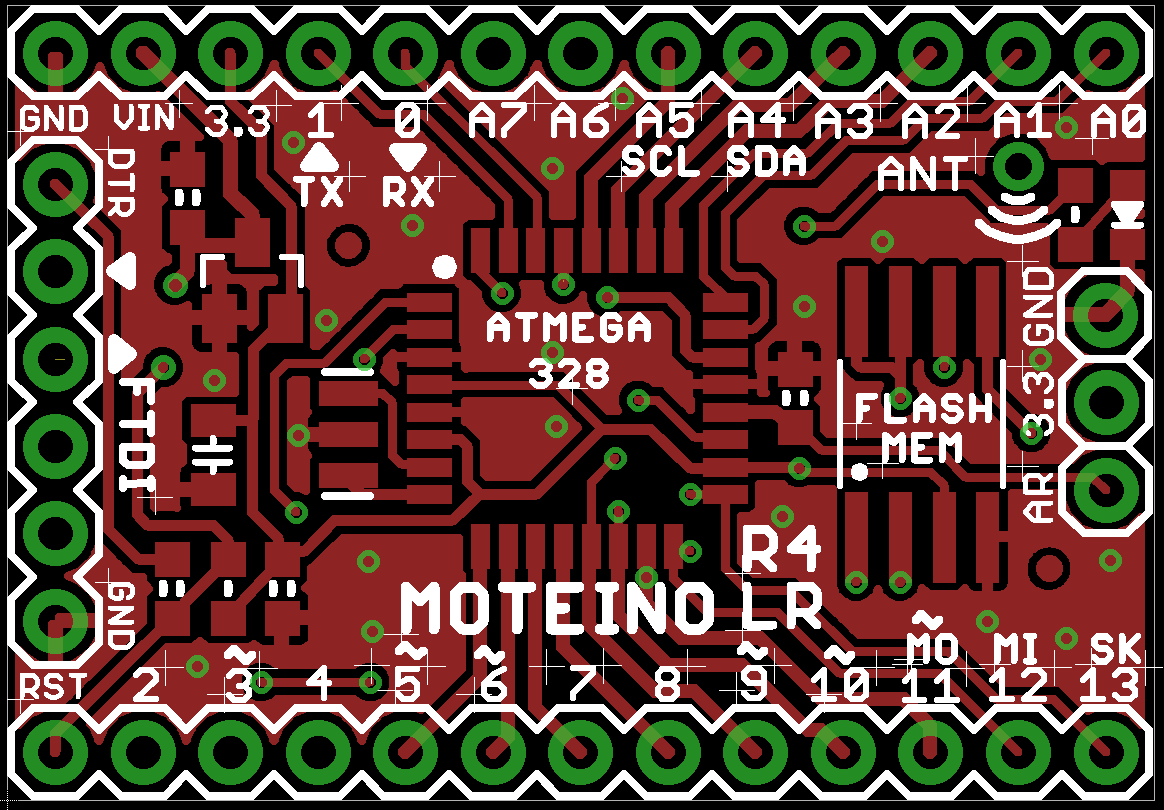 GND VIN 3.3 1 0 A7 A6 A5 A4 A3 A2 A1 A0
TX RX SCL SDA ANT
DTR
GND
3.3
AR
ATMEGA
328
FLASH
MEM
FTDI
GND
R4
MOTEINO LR
MO MI SK
RST 2 ~3 4 ~5 ~6 7 8 ~9 ~10 ~11 12 13